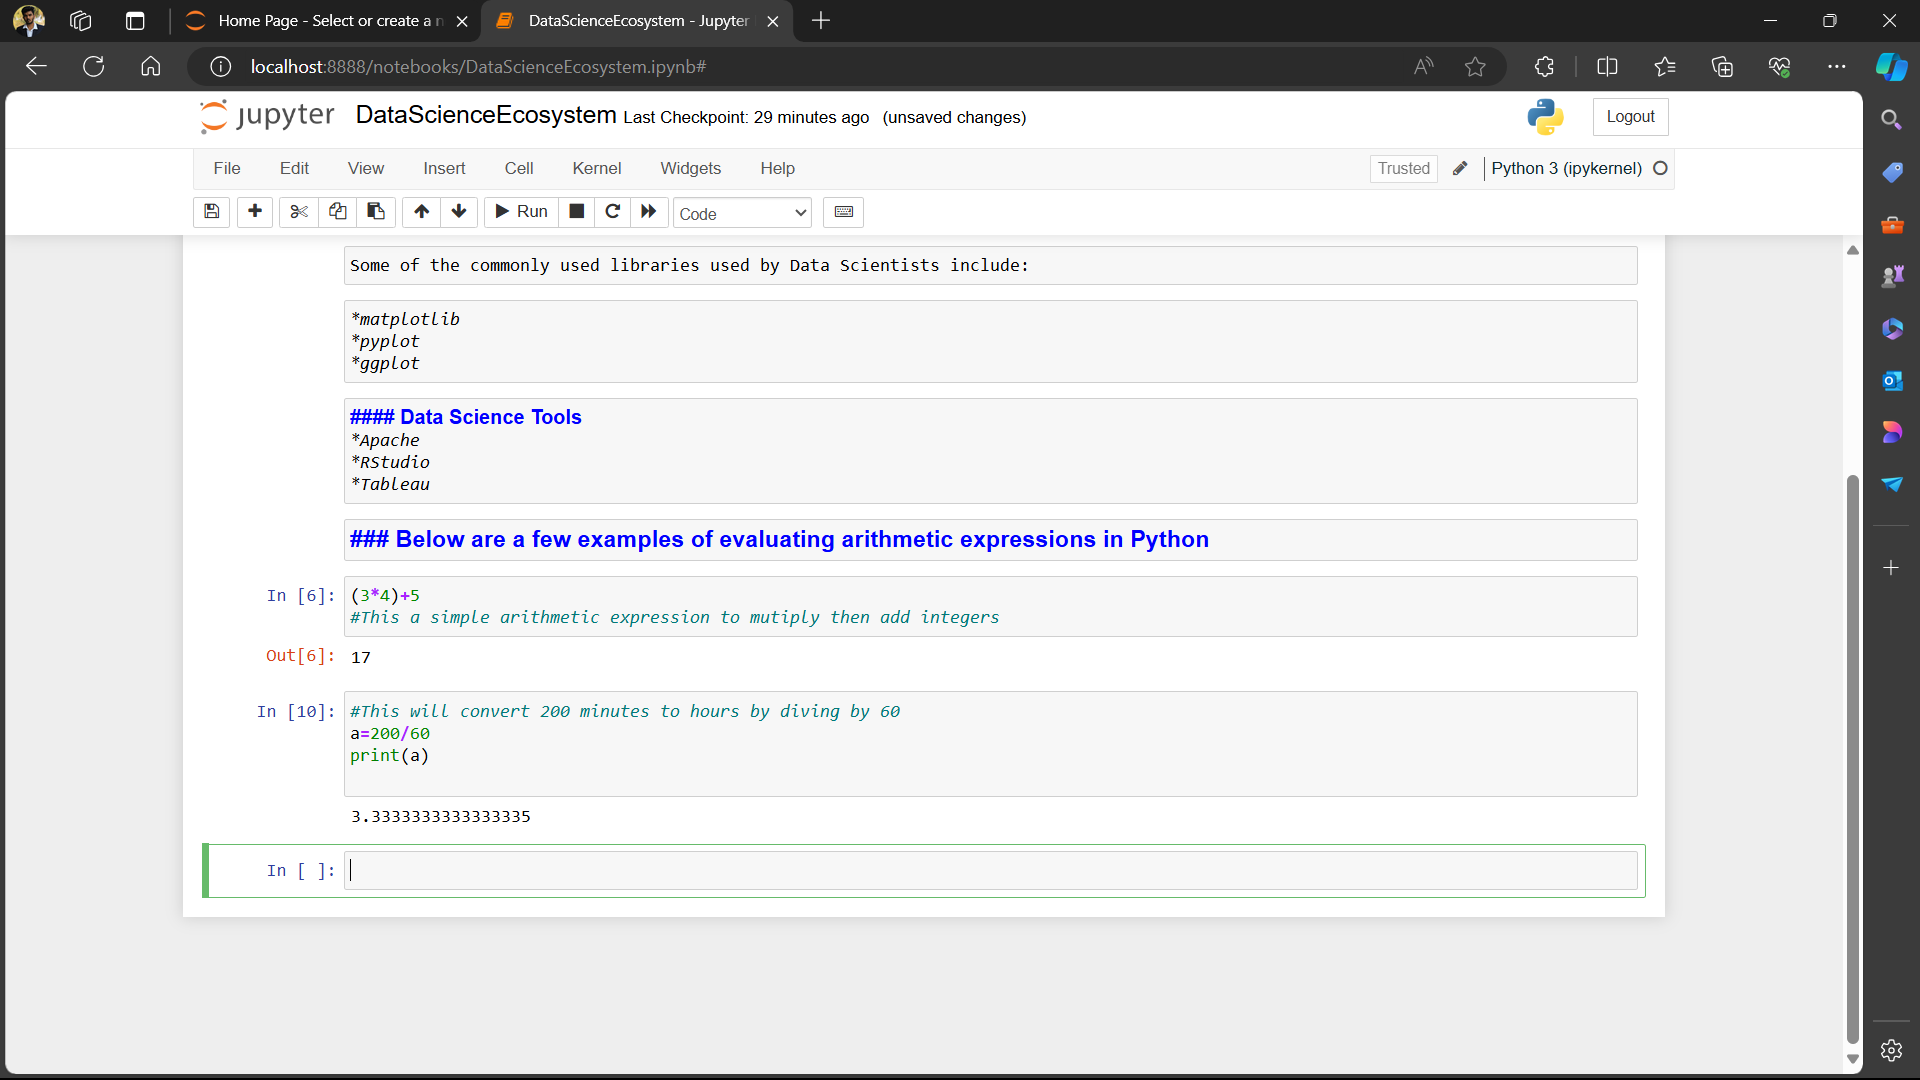 Home Page - Select or create a n
DataScienceEcosystem - Jupyter
localhost:8888/notebooks/DataScienceEcosystem.ipynb#
jupyter DataScienceEcosystem Last Checkpoint: 29 minutes ago (unsaved changes)
Logout
File Edit View Insert Cell Kernel Widgets Help
Trusted Python 3 (ipykernel)
Run Code
Some of the commonly used libraries used by Data Scientists include:
*matplotlib
*pyplot
*ggplot
#### Data Science Tools
*Apache
*RStudio
*Tableau
### Below are a few examples of evaluating arithmetic expressions in Python
In [6]: (3*4)+5
#This a simple arithmetic expression to mutiply then add integers
Out[6]: 17
In [10]: #This will convert 200 minutes to hours by diving by 60
a=200/60
print(a)
3.3333333333333335
In [ ]: